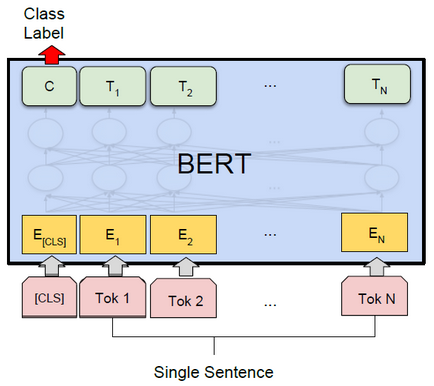 Class
Label
C T1 T2 ... TN
...
BERT
...
E[CLS] E1 E2 ... EN
[CLS] Tok 1 Tok 2 ... Tok N
Single Sentence